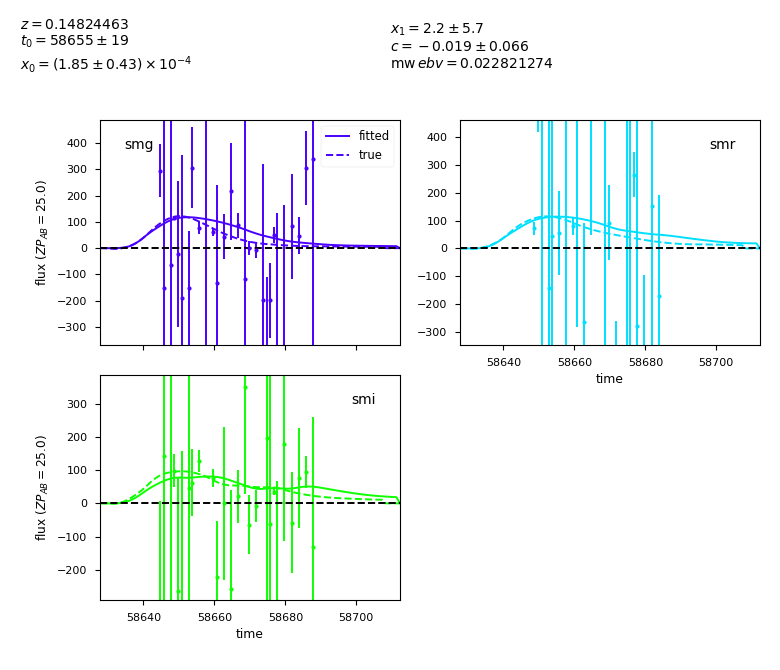 z = 0.14824463
t₀ = 58655 ± 19
x₀ = (1.85 ± 0.43) × 10⁻⁴
x₁ = 2.2 ± 5.7
c = −0.019 ± 0.066
mw ebv = 0.022821274
smg
fitted
true
400
300
200
100
0
−100
−200
−300
flux (ZP_AB = 25.0)
smr
400
300
200
100
0
−100
−200
−300
58640 58660 58680 58700
time
smi
300
200
100
0
−100
−200
flux (ZP_AB = 25.0)
58640 58660 58680 58700
time